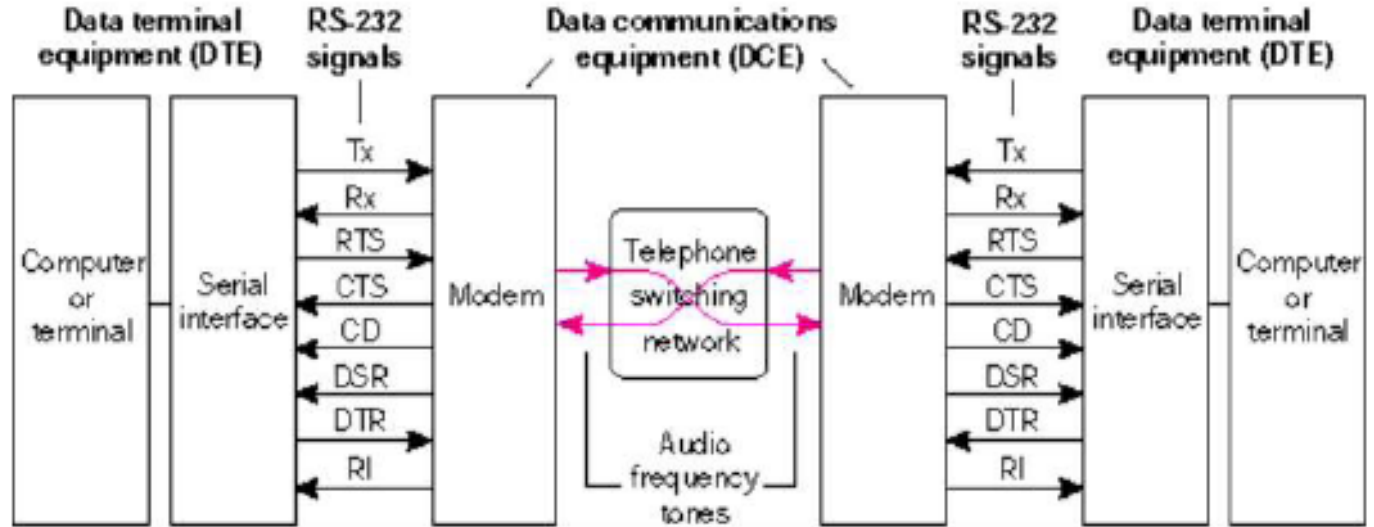 Data terminal
equipment (DTE)
RS-232
signals
Data communications
equipment (DCE)
RS-232
signals
Data terminal
equipment (DTE)
Computer
or
terminal
Serial
interface
Tx
Rx
RTS
CTS
CD
DSR
DTR
RI
Modem
Telephone
switching
network
Audio
frequency
tones
Modem
Tx
Rx
RTS
CTS
CD
DSR
DTR
RI
Serial
interface
Computer
or
terminal